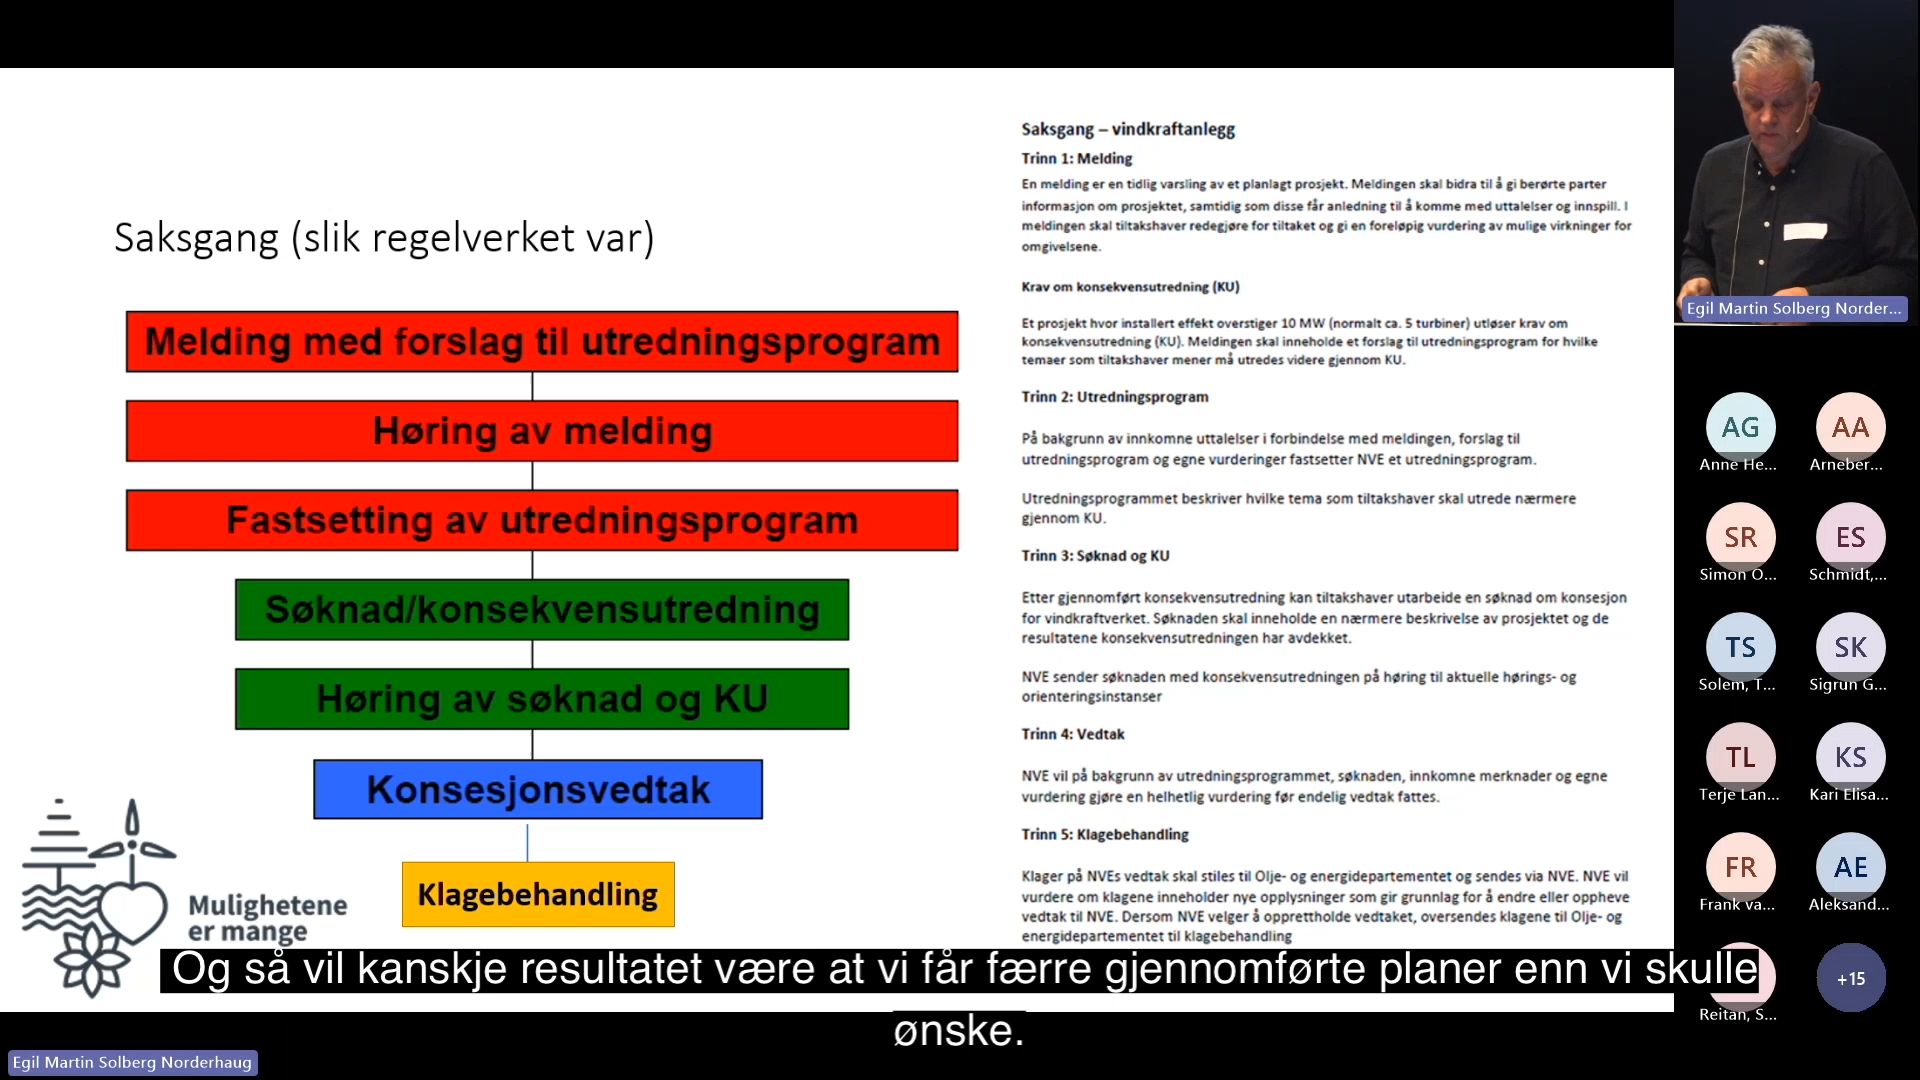 Saksgang (slik regelverket var)
Melding med forslag til utredningsprogram
Høring av melding
Fastsetting av utredningsprogram
Søknad/konsekvensutredning
Høring av søknad og KU
Konsesjonsvedtak
Klagebehandling
Mulighetene
er mange
Saksgang – vindkraftanlegg
Trinn 1: Melding
En melding er en tidlig varsling av et planlagt prosjekt. Meldingen skal bidra til å gi berørte parter
informasjon om prosjektet, samtidig som disse får anledning til å komme med uttalelser og innspill. I
meldingen skal tiltakshaver redegjøre for tiltaket og gi en foreløpig vurdering av mulige virkninger for
omgivelsene.
Krav om konsekvensutredning (KU)
Et prosjekt hvor installert effekt overstiger 10 MW (normalt ca. 5 turbiner) utløser krav om
konsekvensutredning (KU). Meldingen skal inneholde et forslag til utredningsprogram for hvilke
temaer som tiltakshaver mener må utredes videre gjennom KU.
Trinn 2: Utredningsprogram
På bakgrunn av innkomne uttalelser i forbindelse med meldingen, forslag til
utredningsprogram og egne vurderinger fastsetter NVE et utredningsprogram.
Utredningsprogrammet beskriver hvilke tema som tiltakshaver skal utrede nærmere
gjennom KU.
Trinn 3: Søknad og KU
Etter gjennomført konsekvensutredning kan tiltakshaver utarbeide en søknad om konsesjon
for vindkraftverket. Søknaden skal inneholde en nærmere beskrivelse av prosjektet og de
resultatene konsekvensutredningen har avdekket.
NVE sender søknaden med konsekvensutredningen på høring til aktuelle hørings- og
orienteringsinstanser
Trinn 4: Vedtak
NVE vil på bakgrunn av utredningsprogrammet, søknaden, innkomne merknader og egne
vurdering gjøre en helhetlig vurdering før endelig vedtak fattes.
Trinn 5: Klagebehandling
Klager på NVEs vedtak skal stiles til Olje- og energidepartementet og sendes via NVE. NVE vil
vurdere om klagene inneholder nye opplysninger som gir grunnlag for å endre eller oppheve
vedtak til NVE. Dersom NVE velger å opprettholde vedtaket, oversendes klagene til Olje- og
energidepartementet til klagebehandling
Og så vil kanskje resultatet være at vi får færre gjennomførte planer enn vi skulle
ønske.
Egil Martin Solberg Norderhaug
Egil Martin Solberg Norder...
AG
Anne He...
AA
Arneber...
SR
Simon O...
ES
Schmidt,...
TS
Solem, T...
SK
Sigrun G...
TL
Terje Lan...
KS
Kari Elisa...
FR
Frank va...
AE
Aleksand...
Reitan, S...
+15